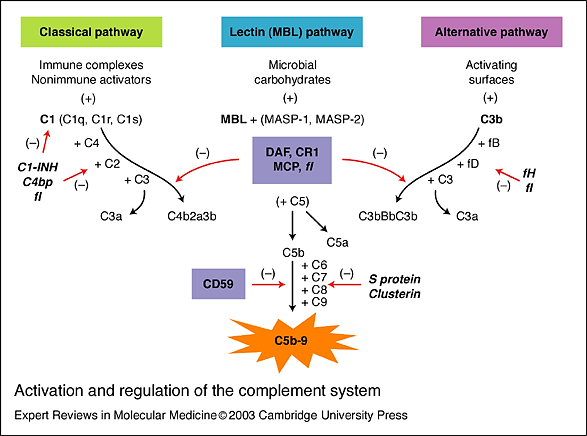 Classical pathway
Lectin (MBL) pathway
Alternative pathway
Immune complexes
Nonimmune activators
Microbial
carbohydrates
Activating
surfaces
(+)
(+)
(+)
C1 (C1q, C1r, C1s)
MBL + (MASP-1, MASP-2)
C3b
(–)
+ C4
+ C2
+ C3
C1-INH
C4bp
fI
(–)
(–)
DAF, CR1
MCP, fI
(–)
+ fB
+ fD
+ C3
(–)
fH
fI
C3a
C4b2a3b
(+ C5)
C3bBbC3b
C3a
C5a
C5b
CD59
(–)
+ C6
+ C7
+ C8
+ C9
(–)
S protein
Clusterin
C5b-9
Activation and regulation of the complement system
Expert Reviews in Molecular Medicine © 2003 Cambridge University Press